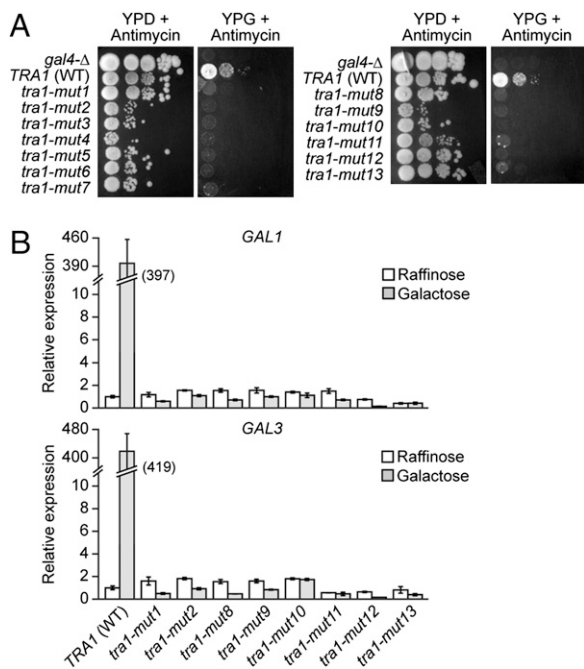 A
YPD +
Antimycin
YPG +
Antimycin
gal4-Δ
TRA1 (WT)
tra1-mut1
tra1-mut2
tra1-mut3
tra1-mut4
tra1-mut5
tra1-mut6
tra1-mut7
YPD +
Antimycin
YPG +
Antimycin
gal4-Δ
TRA1 (WT)
tra1-mut8
tra1-mut9
tra1-mut10
tra1-mut11
tra1-mut12
tra1-mut13
B
GAL1
Relative expression
460
390
10
8
6
4
2
0
(397)
Raffinose
Galactose
GAL3
Relative expression
480
400
10
8
6
4
2
0
(419)
Raffinose
Galactose
TRA1 (WT)
tra1-mut1
tra1-mut2
tra1-mut8
tra1-mut9
tra1-mut10
tra1-mut11
tra1-mut12
tra1-mut13